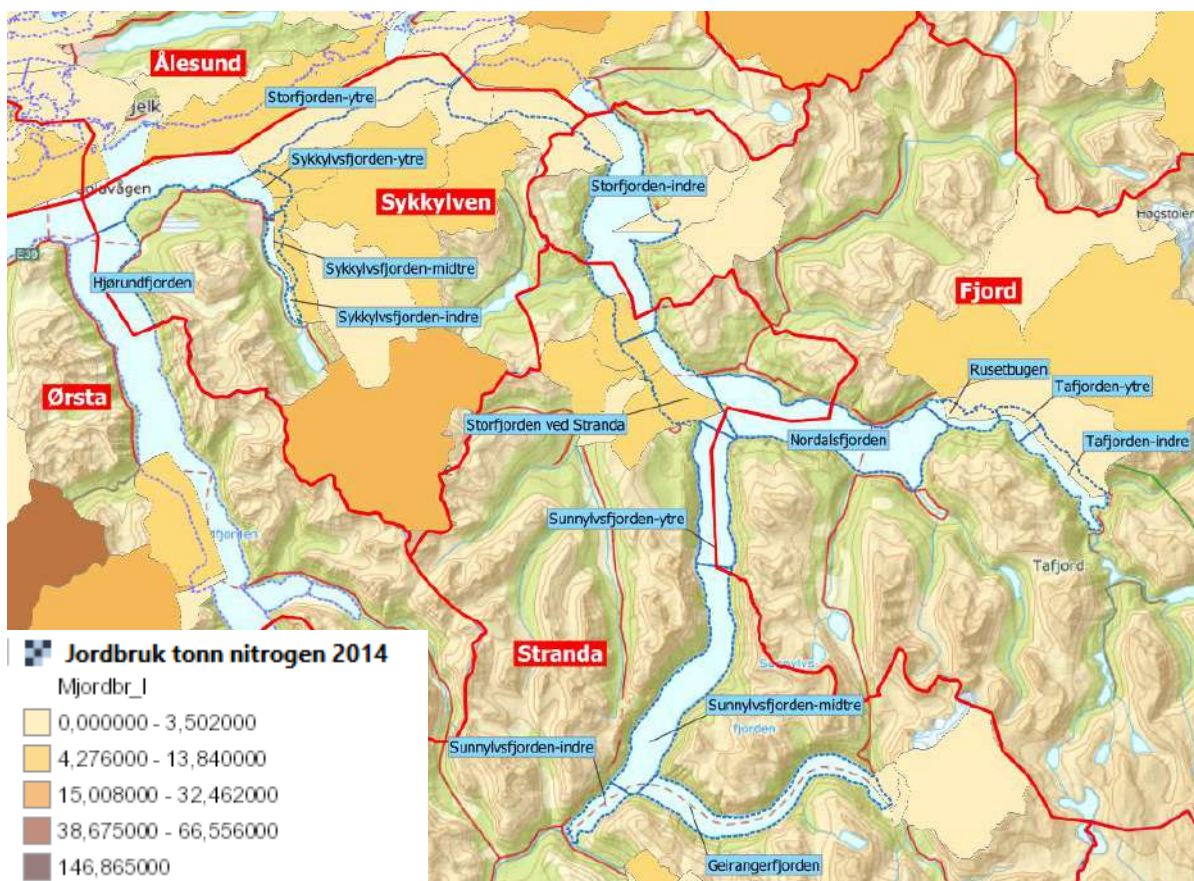 Ålesund
jelk
Storfjorden-ytre
Sykkylvsfjorden-ytre
Sykkylven
Storfjorden-indre
Høgstolen
Sykkylvsfjorden-midtre
Hjørundfjorden
Sykkylvsfjorden-indre
Fjord
Rusetbugen
Ørsta
Tafjorden-ytre
Storfjorden ved Stranda
Nordalsfjorden
Tafjorden-indre
Sunnylvsfjorden-ytre
Tafjord
Stranda
Sunnylvs
Sunnylvsfjorden-midtre
fjorden
Sunnylvsfjorden-indre
Geirangerfjorden
Jordbruk tonn nitrogen 2014
Mjordbr_l
0,000000 - 3,502000
4,276000 - 13,840000
15,008000 - 32,462000
38,675000 - 66,556000
146,865000